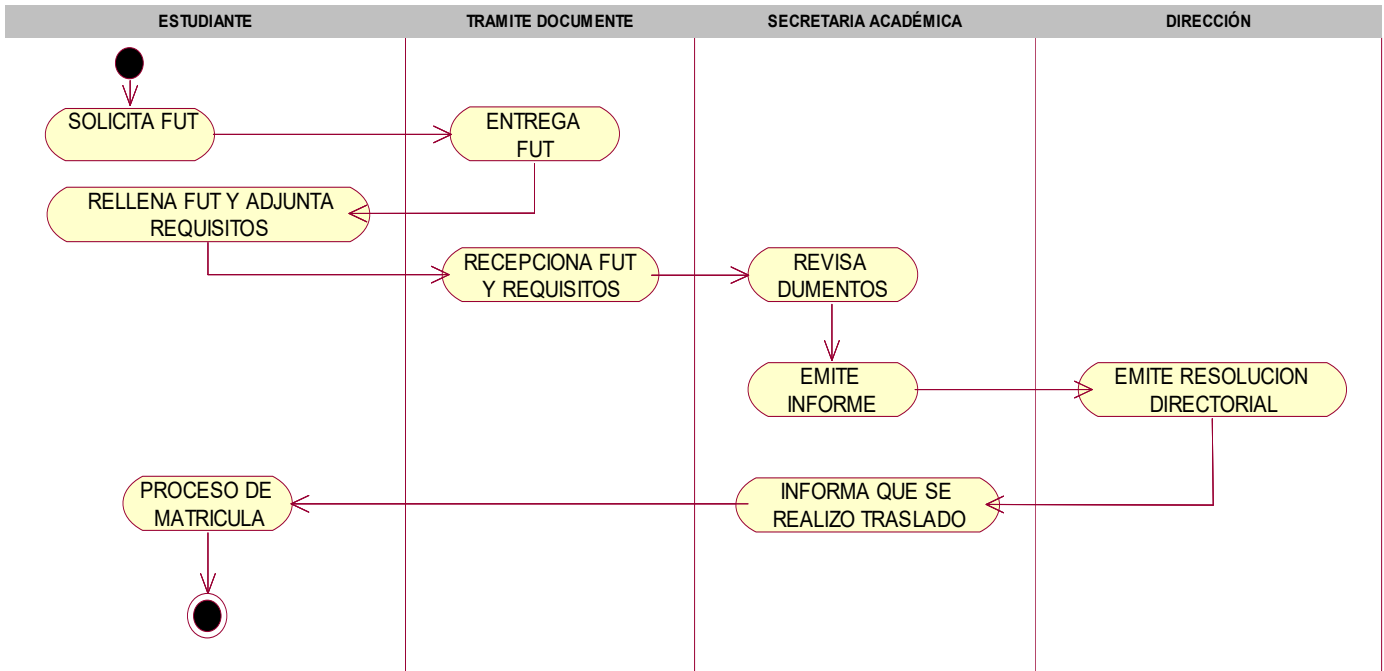 ESTUDIANTE
TRAMITE DOCUMENTE
SECRETARIA ACADÉMICA
DIRECCIÓN
SOLICITA FUT
ENTREGA
FUT
RELLENA FUT Y ADJUNTA
REQUISITOS
RECEPCIONA FUT
Y REQUISITOS
REVISA
DUMENTOS
EMITE
INFORME
EMITE RESOLUCION
DIRECTORIAL
PROCESO DE
MATRICULA
INFORMA QUE SE
REALIZO TRASLADO